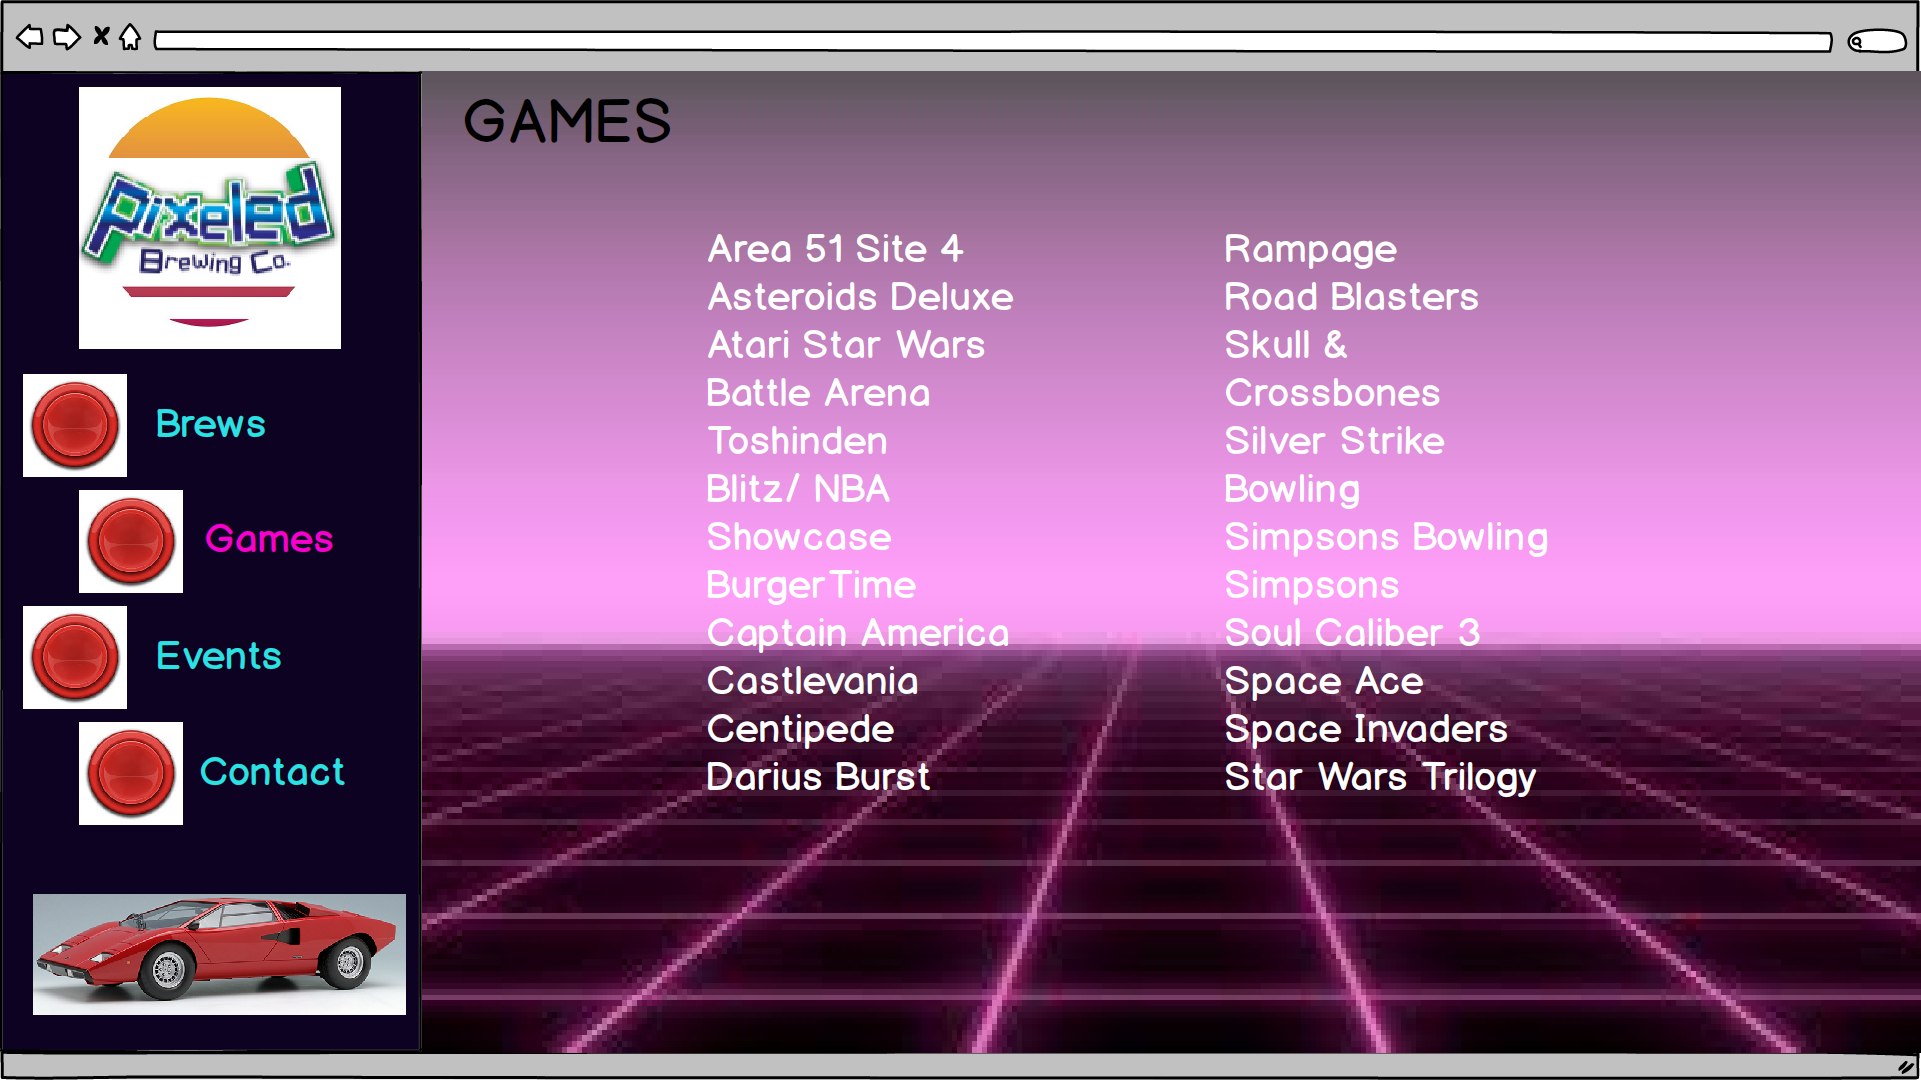 GAMES
Pixeled
Brewing Co.
Brews
Games
Events
Contact
Area 51 Site 4
Asteroids Deluxe
Atari Star Wars
Battle Arena
Toshinden
Blitz/ NBA
Showcase
BurgerTime
Captain America
Castlevania
Centipede
Darius Burst
Rampage
Road Blasters
Skull &
Crossbones
Silver Strike
Bowling
Simpsons Bowling
Simpsons
Soul Caliber 3
Space Ace
Space Invaders
Star Wars Trilogy